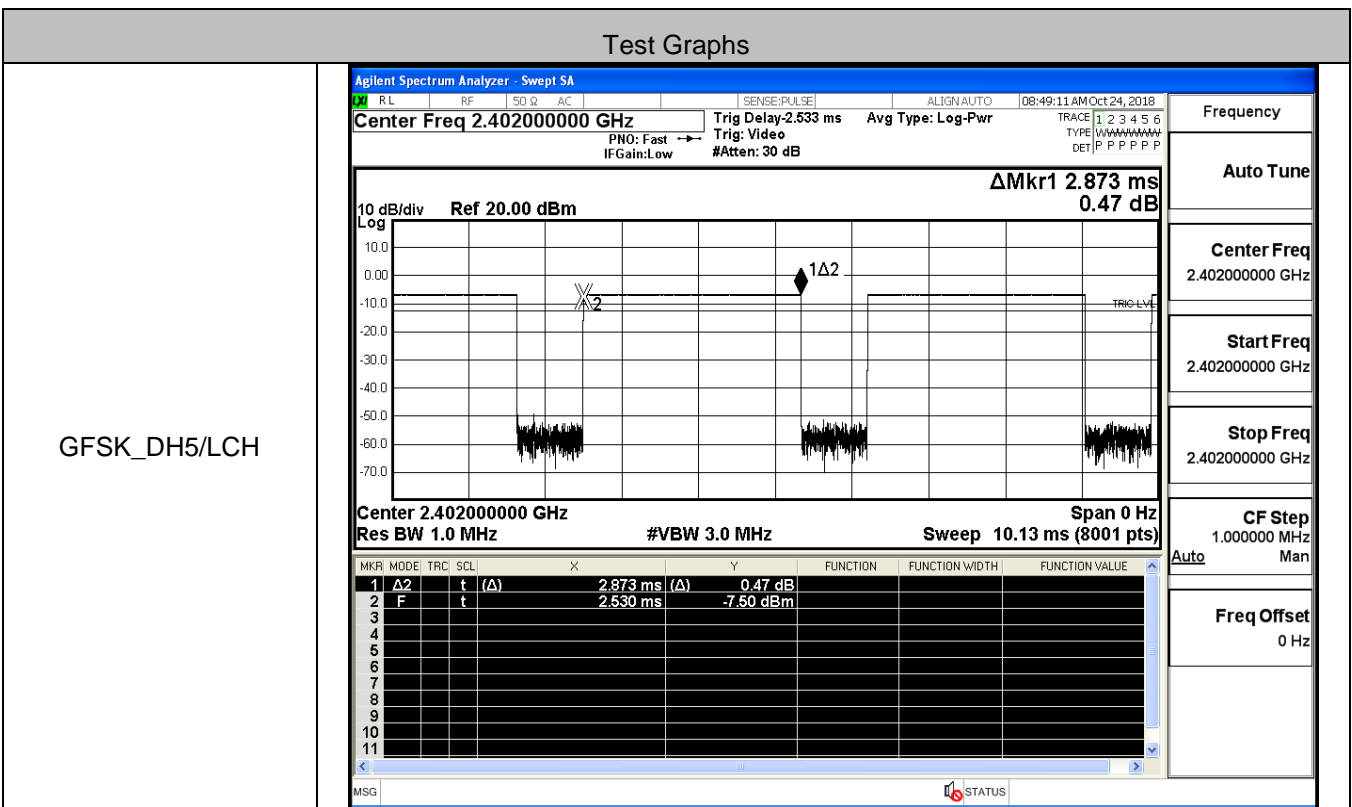 Test Graphs
GFSK_DH5/LCH
Agilent Spectrum Analyzer - Swept SA
LXI RL RF 50 Ω AC SENSE:PULSE ALIGNAUTO 08:49:11 AM Oct 24, 2018
Center Freq 2.402000000 GHz
PNO: Fast
IFGain:Low
Trig Delay-2.533 ms
Trig: Video
#Atten: 30 dB
Avg Type: Log-Pwr
TRACE 1 2 3 4 5 6
TYPE WWWWWW
DET P P P P P P
ΔMkr1 2.873 ms
0.47 dB
10 dB/div Ref 20.00 dBm
Log
10.0
0.00
-10.0
-20.0
-30.0
-40.0
-50.0
-60.0
-70.0
1Δ2
2
TRIG LVL
Center 2.402000000 GHz Span 0 Hz
Res BW 1.0 MHz #VBW 3.0 MHz Sweep 10.13 ms (8001 pts)
MKR MODE TRC SCL X Y FUNCTION FUNCTION WIDTH FUNCTION VALUE
1 Δ2 t (Δ) 2.873 ms (Δ) 0.47 dB
2 F t 2.530 ms -7.50 dBm
3
4
5
6
7
8
9
10
11
MSG STATUS
Frequency
Auto Tune
Center Freq
2.402000000 GHz
Start Freq
2.402000000 GHz
Stop Freq
2.402000000 GHz
CF Step
1.000000 MHz
Auto Man
Freq Offset
0 Hz